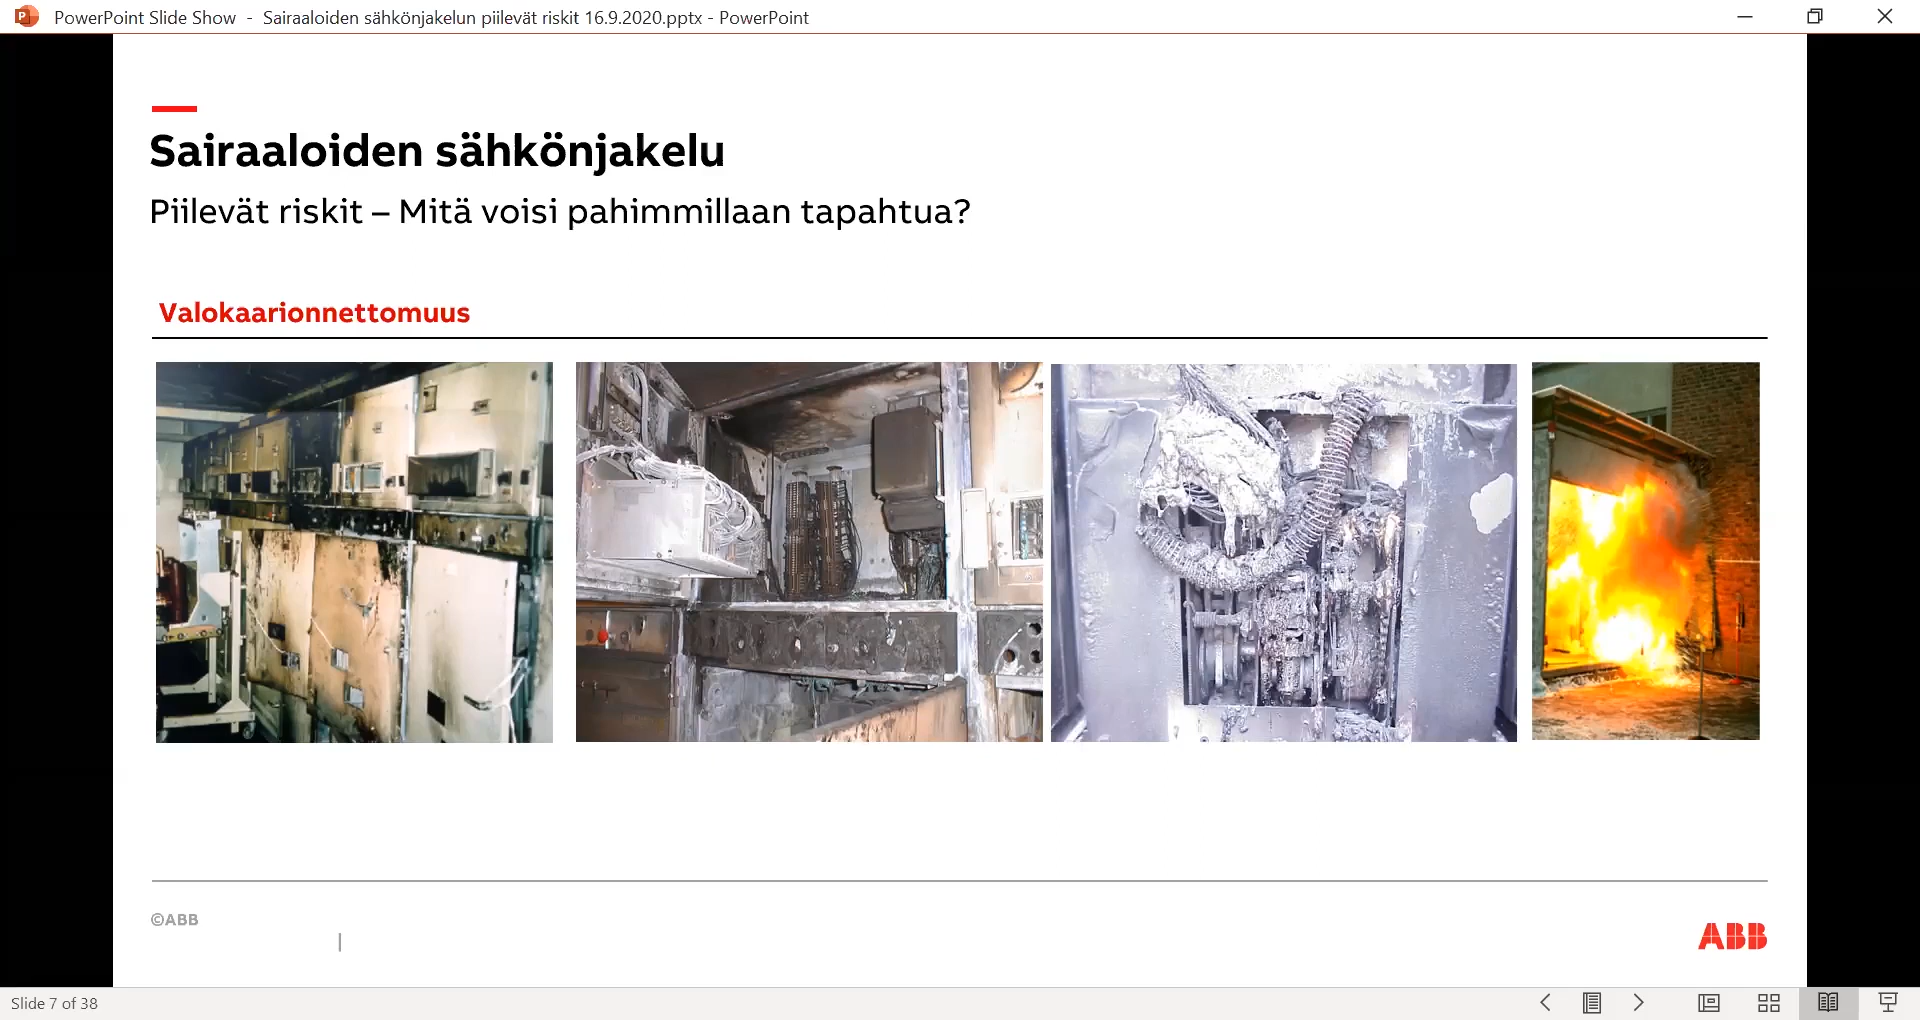 PowerPoint Slide Show - Sairaaloiden sähkönjakelun piilevät riskit 16.9.2020.pptx - PowerPoint
Sairaaloiden sähkönjakelu
Piilevät riskit – Mitä voisi pahimmillaan tapahtua?
Valokaarionnettomuus
©ABB
|
ABB
Slide 7 of 38